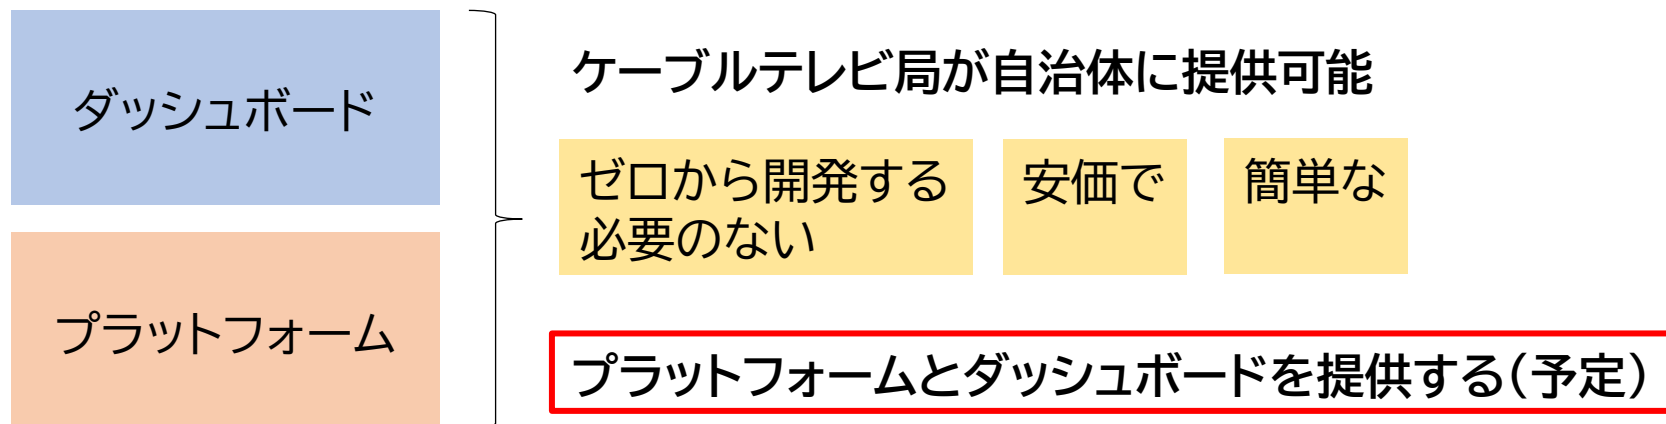 ダッシュボード
プラットフォーム
ケーブルテレビ局が自治体に提供可能
ゼロから開発する
必要のない
安価で
簡単な
プラットフォームとダッシュボードを提供する(予定)